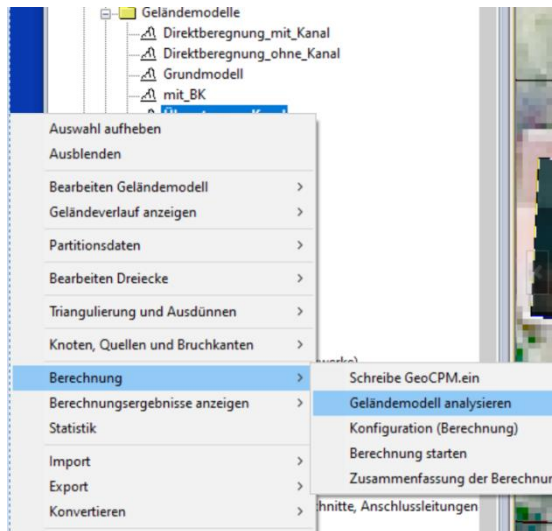 Geländemodelle
Direktberegnung_mit_Kanal
Direktberegnung_ohne_Kanal
Grundmodell
mit_BK
Auswahl aufheben
Ausblenden
Bearbeiten Geländemodell
Geländeverlauf anzeigen
Partitionsdaten
Bearbeiten Dreiecke
Triangulierung und Ausdünnen
Knoten, Quellen und Bruchkanten
Berechnung
Schreibe GeoCPM.ein
Berechnungsergebnisse anzeigen
Geländemodell analysieren
Statistik
Konfiguration (Berechnung)
Berechnung starten
Import
Zusammenfassung der
Export
Konvertieren
Anschlussleitungen